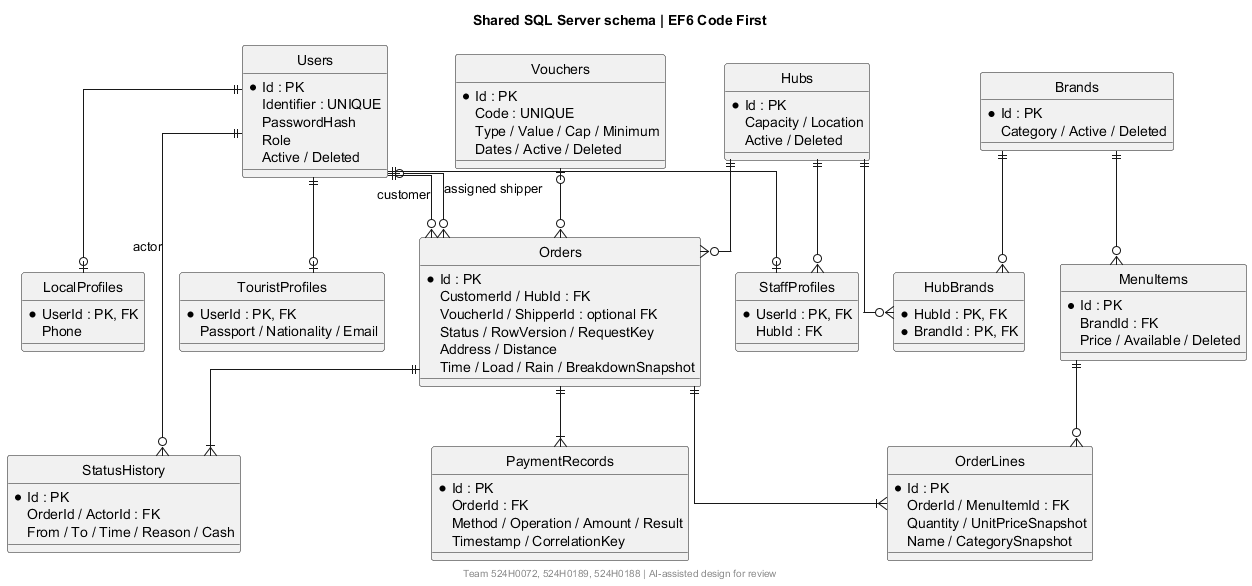 Shared SQL Server schema | EF6 Code First
Users
Id : PK
Identifier : UNIQUE
PasswordHash
Role
Active / Deleted
Vouchers
Id : PK
Code : UNIQUE
Type / Value / Cap / Minimum
Dates / Active / Deleted
Hubs
Id : PK
Capacity / Location
Active / Deleted
Brands
Id : PK
Category / Active / Deleted
customer
assigned shipper
actor
LocalProfiles
UserId : PK, FK
Phone
TouristProfiles
UserId : PK, FK
Passport / Nationality / Email
Orders
Id : PK
CustomerId / HubId : FK
VoucherId / ShipperId : optional FK
Status / RowVersion / RequestKey
Address / Distance
Time / Load / Rain / BreakdownSnapshot
StaffProfiles
UserId : PK, FK
HubId : FK
HubBrands
HubId : PK, FK
BrandId : PK, FK
MenuItems
Id : PK
BrandId : FK
Price / Available / Deleted
StatusHistory
Id : PK
OrderId / ActorId : FK
From / To / Time / Reason / Cash
PaymentRecords
Id : PK
OrderId : FK
Method / Operation / Amount / Result
Timestamp / CorrelationKey
OrderLines
Id : PK
OrderId / MenuItemId : FK
Quantity / UnitPriceSnapshot
Name / CategorySnapshot
Team 524H0072, 524H0189, 524H0188 | AI-assisted design for review